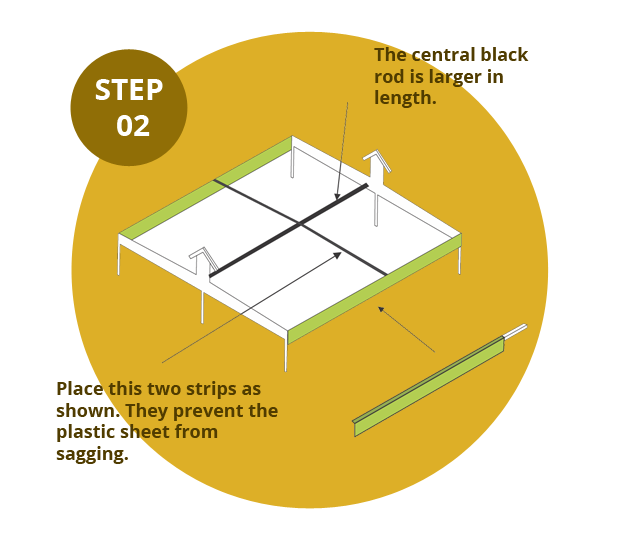 STEP
02
The central black
rod is larger in
length.
Place this two strips as
shown. They prevent the
plastic sheet from
sagging.